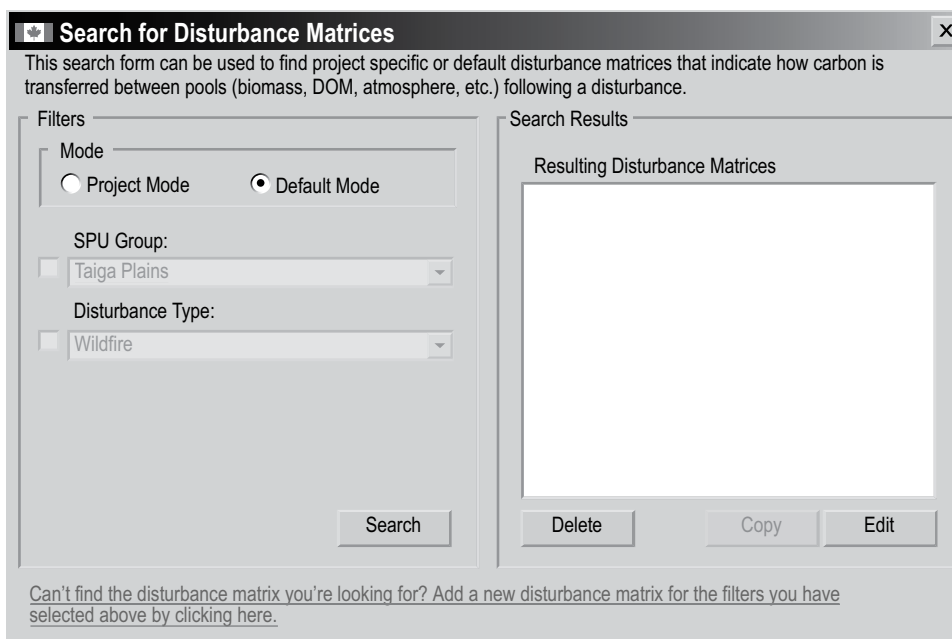 Search for Disturbance Matrices
This search form can be used to find project specific or default disturbance matrices that indicate how carbon is
transferred between pools (biomass, DOM, atmosphere, etc.) following a disturbance.
Filters
Mode
Project Mode
Default Mode
SPU Group:
Taiga Plains
Disturbance Type:
Wildfire
Search
Search Results
Resulting Disturbance Matrices
Delete
Copy
Edit
Can't find the disturbance matrix you're looking for? Add a new disturbance matrix for the filters you have
selected above by clicking here.